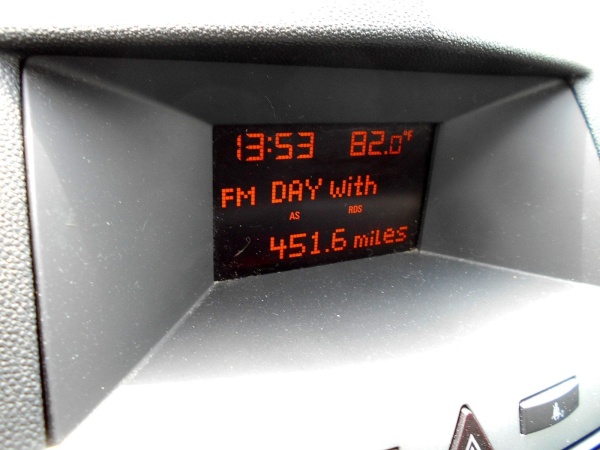 13:53 82.0°F
FM DAY with
AS RDS
451.6 miles